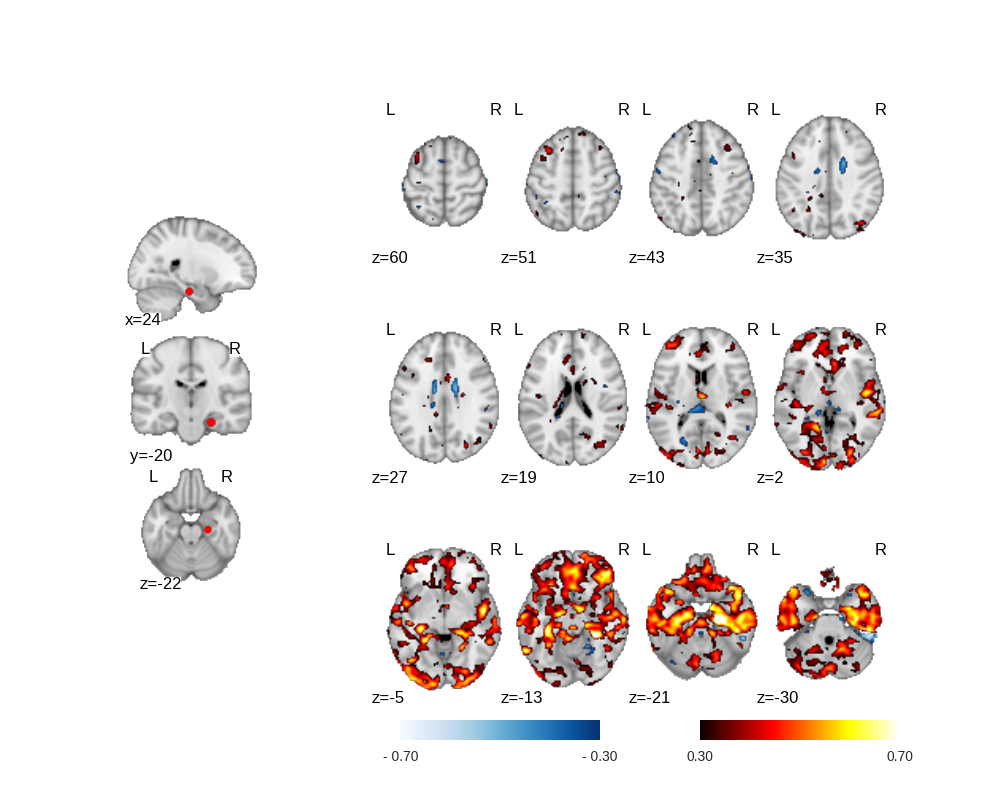 x=24
L R
y=-20
L R
z=-22
L R L R L R L R
z=60 z=51 z=43 z=35
L R L R L R L R
z=27 z=19 z=10 z=2
L R L R L R L R
z=-5 z=-13 z=-21 z=-30
- 0.70 - 0.30 0.30 0.70